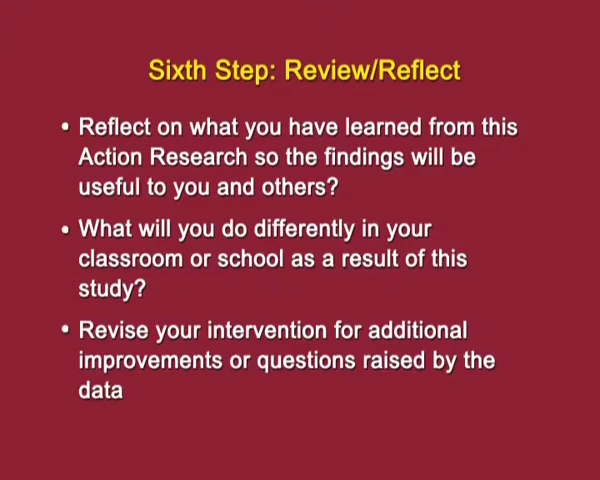 Sixth Step: Review/Reflect
• Reflect on what you have learned from this
Action Research so the findings will be
useful to you and others?
• What will you do differently in your
classroom or school as a result of this
study?
• Revise your intervention for additional
improvements or questions raised by the
data